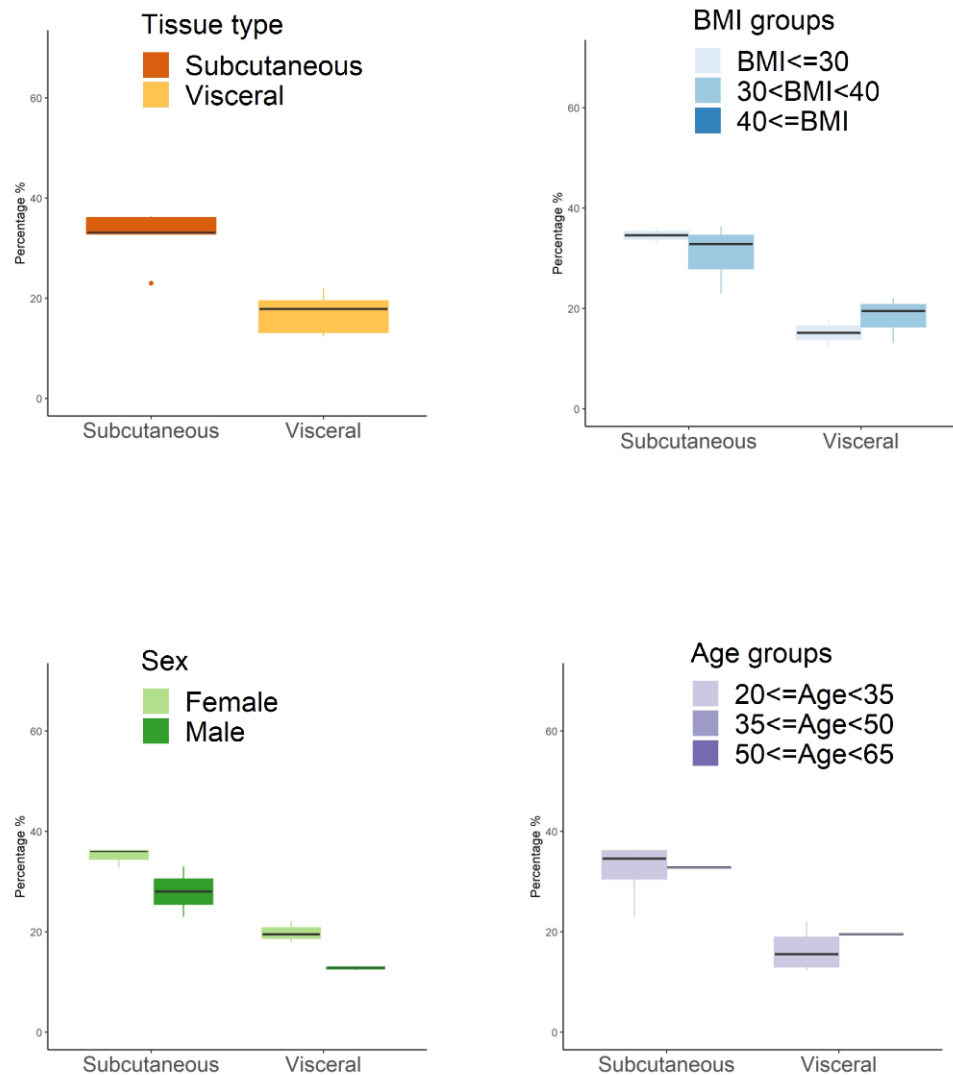 Tissue type
Subcutaneous
Visceral
Percentage %
60
40
20
0
Subcutaneous Visceral
BMI groups
BMI<=30
30<BMI<40
40<=BMI
Percentage %
60
40
20
0
Subcutaneous Visceral
Sex
Female
Male
Percentage %
60
40
20
0
Subcutaneous Visceral
Age groups
20<=Age<35
35<=Age<50
50<=Age<65
Percentage %
60
40
20
0
Subcutaneous Visceral